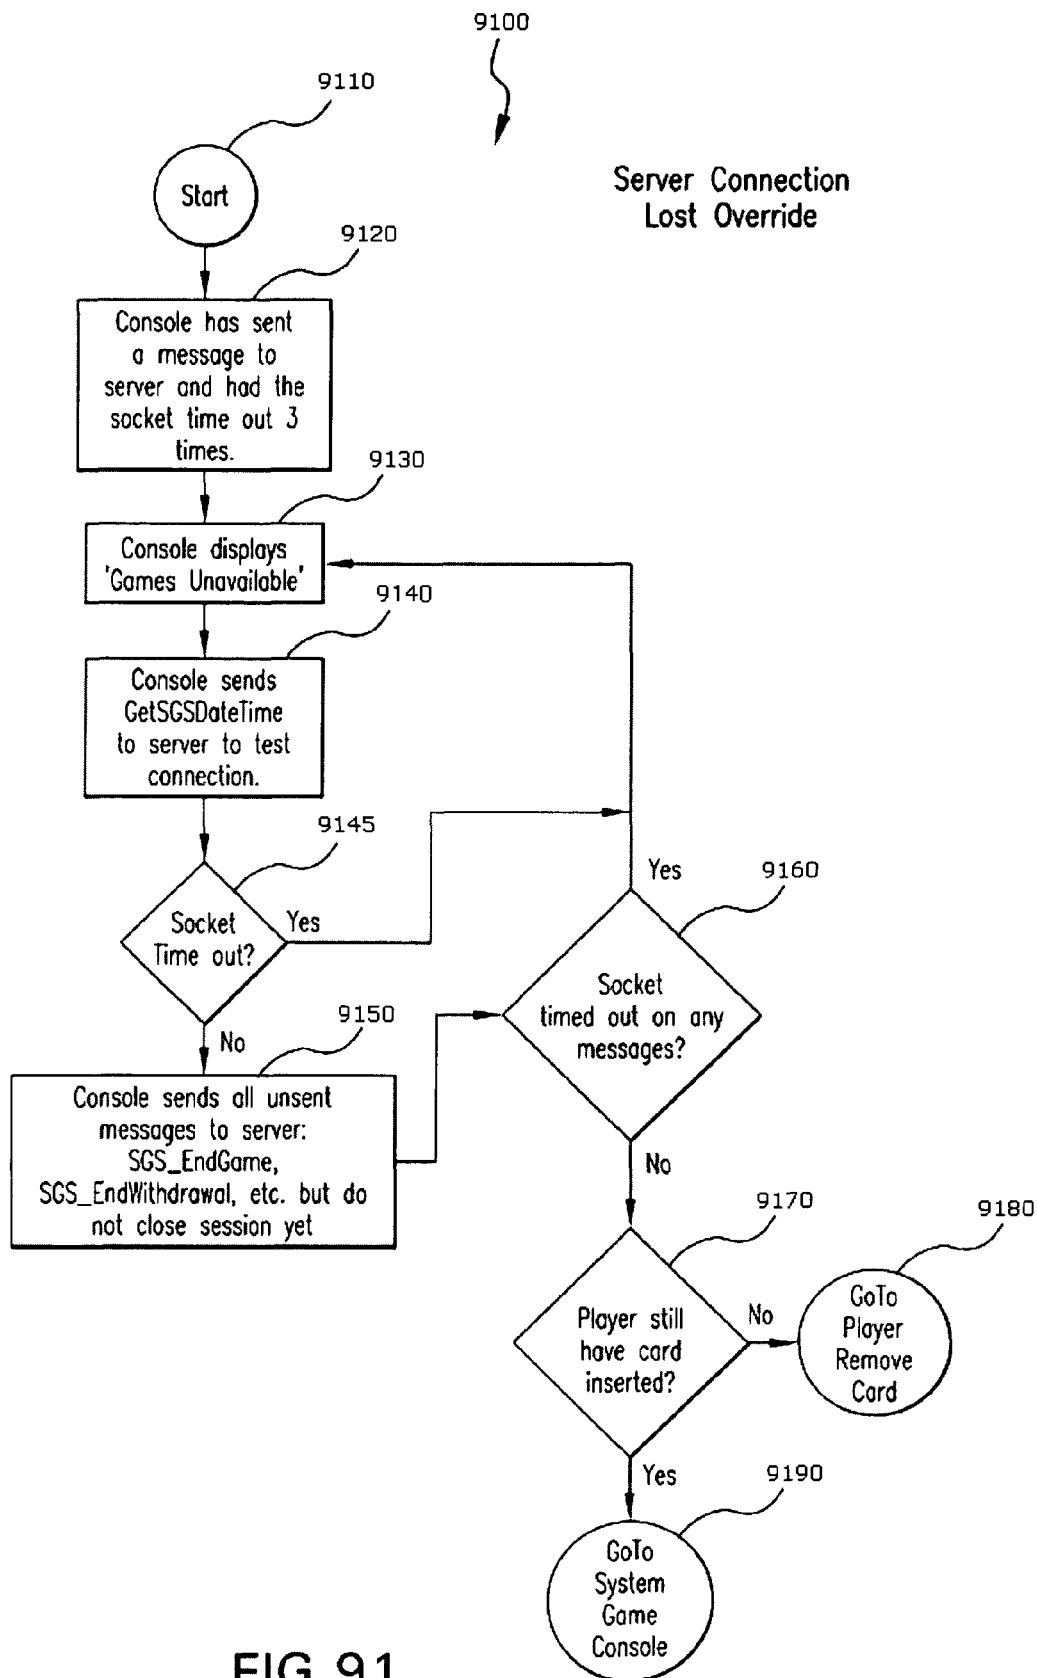 9100
9110
Server Connection
Lost Override
Start
9120
Console has sent
a message to
server and had the
socket time out 3
times.
9130
Console displays
'Games Unavailable'
9140
Console sends
GetSGSDateTime
to server to test
connection.
9145
Socket
Time out?
Yes
No
9150
Console sends all unsent
messages to server:
SGS_EndGame,
SGS_EndWithdrawal, etc. but do
not close session yet
Yes
9160
Socket
timed out on any
messages?
No
9170
Player still
have card
inserted?
No
9180
GoTo
Player
Remove
Card
Yes
9190
GoTo
System
Game
Console
FIG. 91